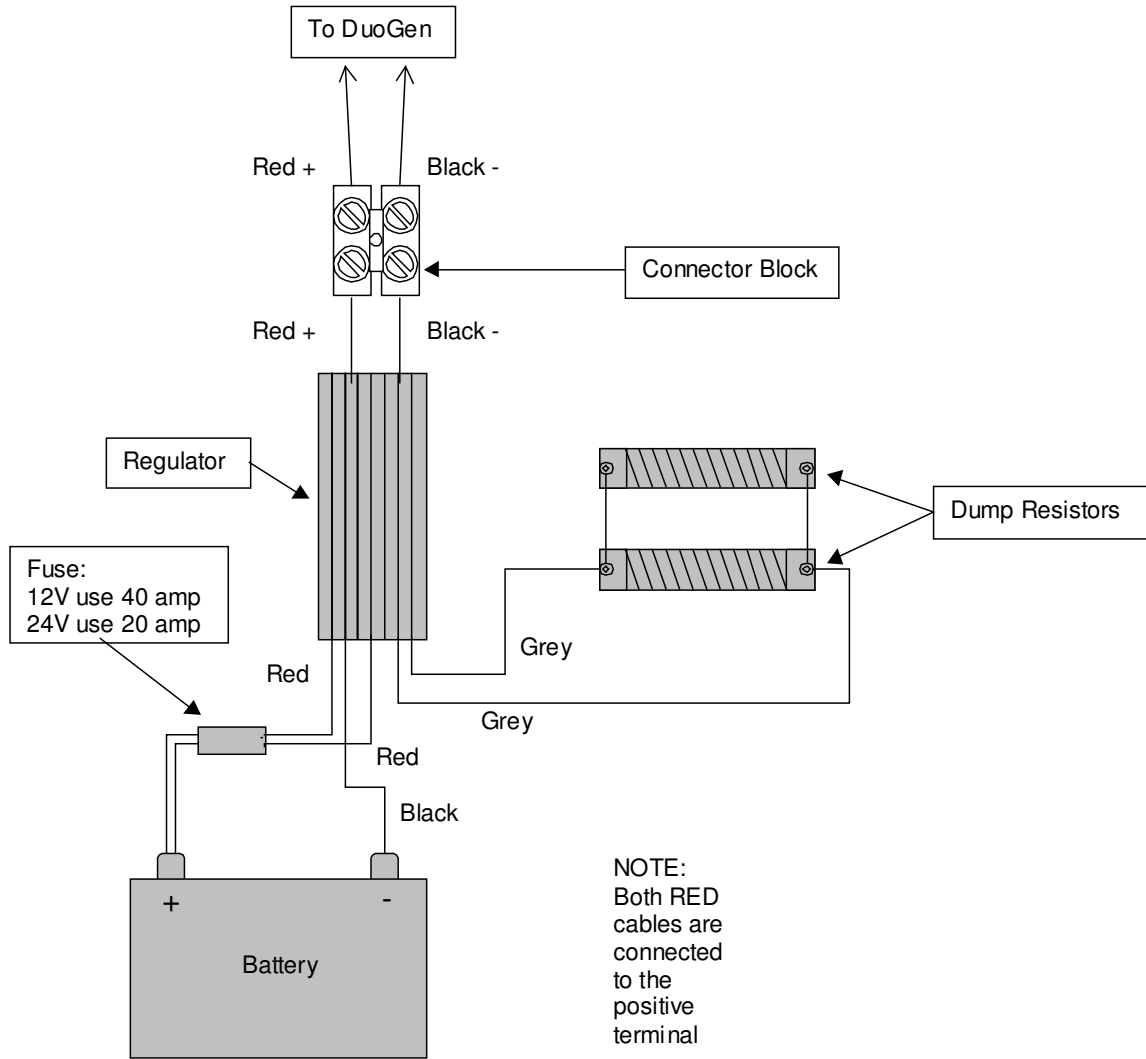 To DuoGen
Red +
Black -
Connector Block
Red +
Black -
Regulator
Dump Resistors
Fuse:
12V use 40 amp
24V use 20 amp
Grey
Red
Grey
Red
Black
+
-
Battery
NOTE:
Both RED
cables are
connected
to the
positive
terminal